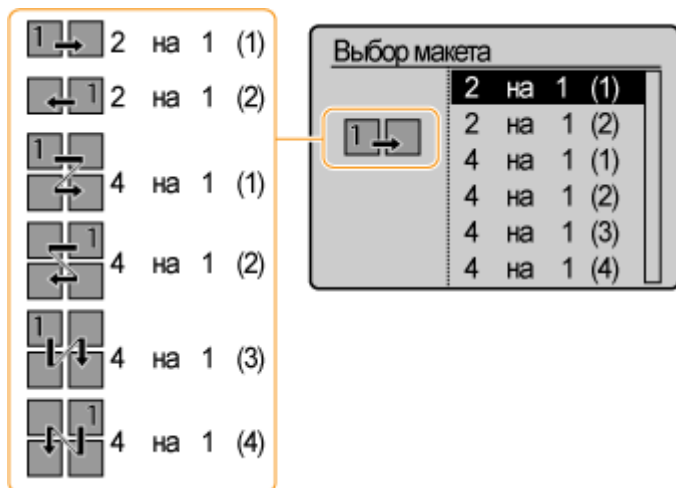 1 2 на 1 (1)
1 2 на 1 (2)
1 4 на 1 (1)
1 4 на 1 (2)
1 4 на 1 (3)
1 4 на 1 (4)
Выбор макета
1
2 на 1 (1)
2 на 1 (2)
4 на 1 (1)
4 на 1 (2)
4 на 1 (3)
4 на 1 (4)